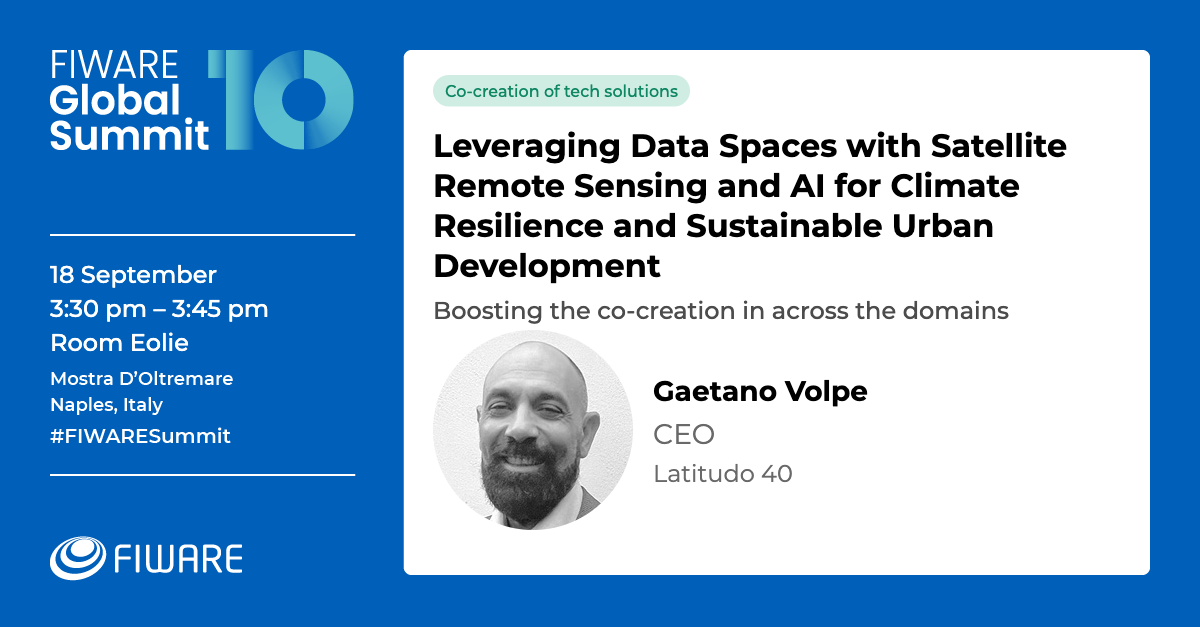 FIWARE
Global
Summit
10
18 September
3:30 pm – 3:45 pm
Room Eolie
Mostra D’Oltremare
Naples, Italy
#FIWARESummit
FIWARE
Co-creation of tech solutions
Leveraging Data Spaces with Satellite
Remote Sensing and AI for Climate
Resilience and Sustainable Urban
Development
Boosting the co-creation in across the domains
Gaetano Volpe
CEO
Latitudo 40